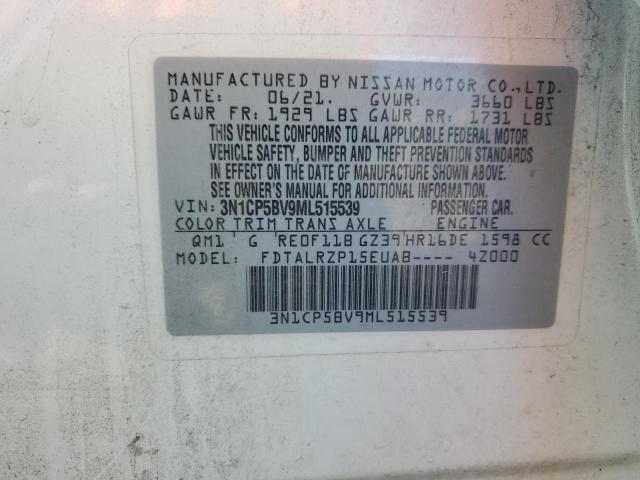 MANUFACTURED BY NISSAN MOTOR CO.,LTD.
DATE: 06/21. GVWR: 3660 LBS
GAWR FR: 1929 LBS GAWR RR: 1731 LBS
THIS VEHICLE CONFORMS TO ALL APPLICABLE FEDERAL MOTOR
VEHICLE SAFETY, BUMPER AND THEFT PREVENTION STANDARDS
IN EFFECT ON THE DATE OF MANUFACTURE SHOWN ABOVE.
SEE OWNER'S MANUAL FOR ADDITIONAL INFORMATION.
VIN: 3N1CP5BV9ML515539 PASSENGER CAR.
COLOR TRIM TRANS AXLE ENGINE
QM1 G RE0F11B GZ39 HR16DE 1598 CC
MODEL: FDTALRZP15EUAB---- 4Z000
3N1CP5BV9ML515539